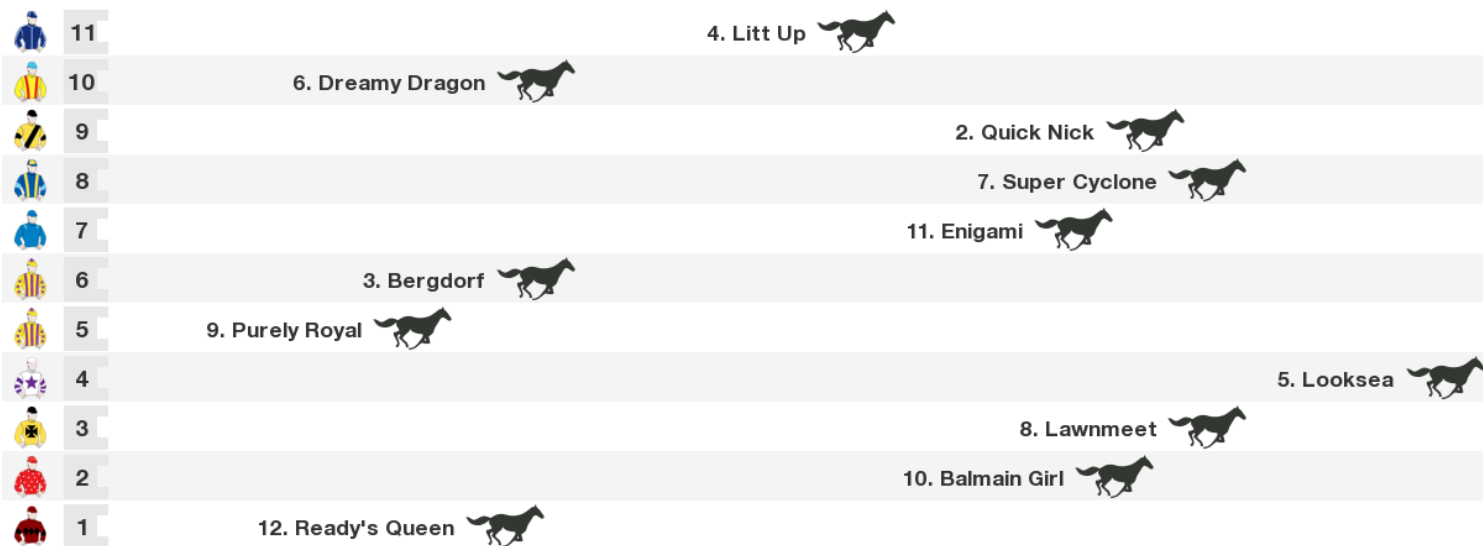 11 4. Litt Up
10 6. Dreamy Dragon
9 2. Quick Nick
8 7. Super Cyclone
7 11. Enigami
6 3. Bergdorf
5 9. Purely Royal
4 5. Looksea
3 8. Lawnmeet
2 10. Balmain Girl
1 12. Ready's Queen